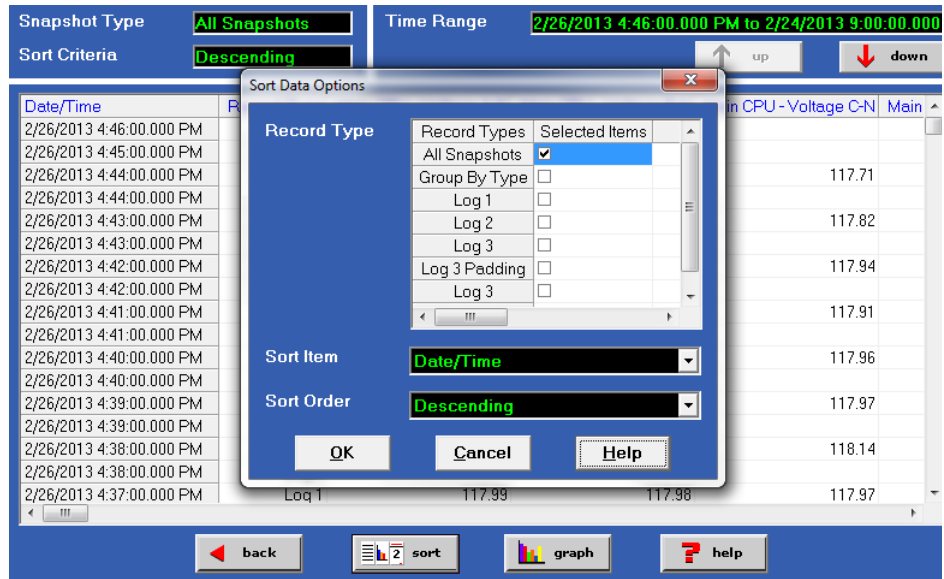 Snapshot Type All Snapshots Time Range 2/26/2013 4:46:00.000 PM to 2/24/2013 9:00:00.000
Sort Criteria Descending up down
Sort Data Options x
Date/Time R in CPU - Voltage C-N Main
Record Type Record Types Selected Items
All Snapshots
Group By Type
Log 1
Log 2
Log 3
Log 3 Padding
Log 3
Sort Item Date/Time
Sort Order Descending
OK Cancel Help
2/26/2013 4:46:00.000 PM
2/26/2013 4:45:00.000 PM
2/26/2013 4:44:00.000 PM 117.71
2/26/2013 4:44:00.000 PM
2/26/2013 4:43:00.000 PM 117.82
2/26/2013 4:43:00.000 PM
2/26/2013 4:42:00.000 PM 117.94
2/26/2013 4:42:00.000 PM
2/26/2013 4:41:00.000 PM 117.91
2/26/2013 4:41:00.000 PM
2/26/2013 4:40:00.000 PM 117.96
2/26/2013 4:40:00.000 PM
2/26/2013 4:39:00.000 PM 117.97
2/26/2013 4:39:00.000 PM
2/26/2013 4:38:00.000 PM 118.14
2/26/2013 4:38:00.000 PM
2/26/2013 4:37:00.000 PM Log 1 117.99 117.98 117.97
back 2 sort graph ? help